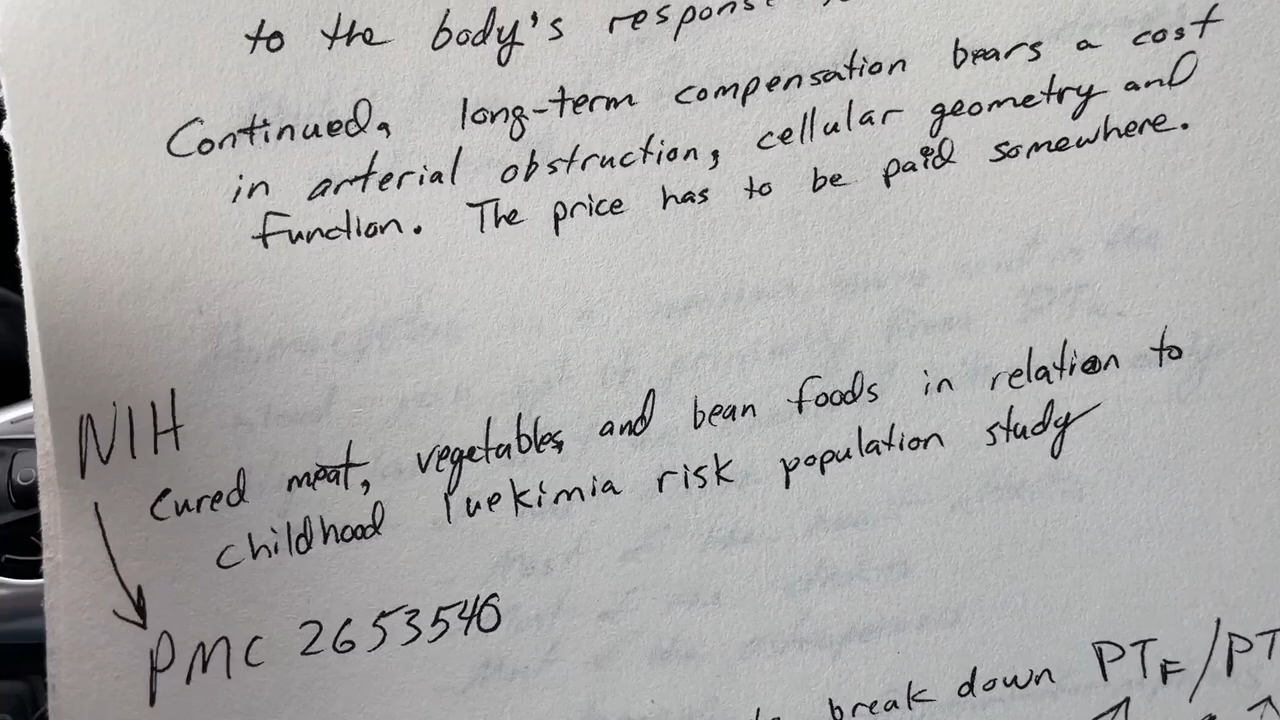 to the body's respons
Continued, long-term compensation bears a cost
in arterial obstruction, cellular geometry and
function. The price has to be paid somewhere.
NIH
Cured meat, vegetables and bean foods in relation to
childhood luekimia risk population study
PMC 2653546
break down PTF/PT